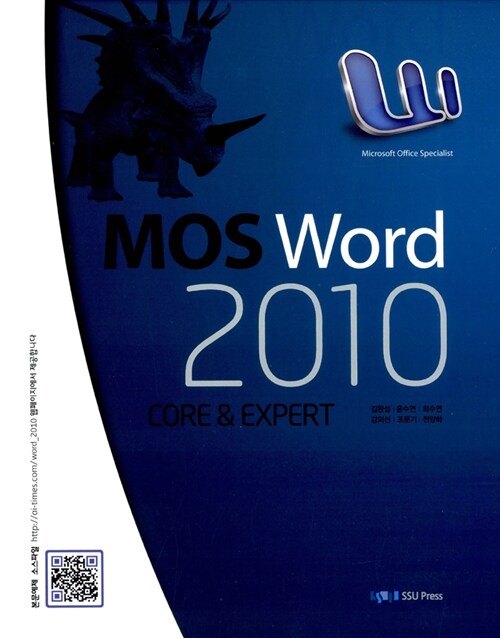 Microsoft Office Specialist
MOS Word
2010
CORE & EXPERT
SSU Press
본문예제 소스파일 http://oi-times.com/word_2010 웹페이지에서 제공합니다